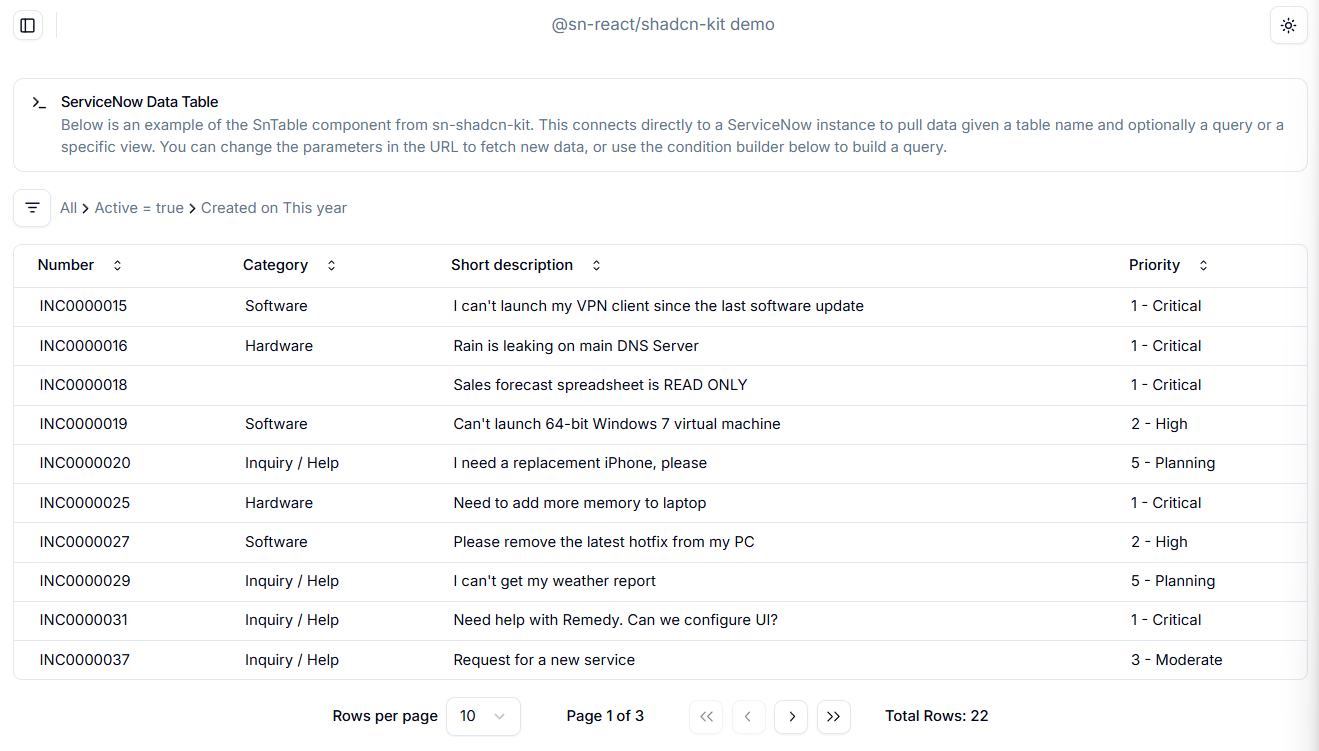 @sn-react/shadcn-kit demo
ServiceNow Data Table
Below is an example of the SnTable component from sn-shadcn-kit. This connects directly to a ServiceNow instance to pull data given a table name and optionally a query or a
specific view. You can change the parameters in the URL to fetch new data, or use the condition builder below to build a query.
All > Active = true > Created on This year
Number Category Short description Priority
INC0000015 Software I can't launch my VPN client since the last software update 1 - Critical
INC0000016 Hardware Rain is leaking on main DNS Server 1 - Critical
INC0000018 Sales forecast spreadsheet is READ ONLY 1 - Critical
INC0000019 Software Can't launch 64-bit Windows 7 virtual machine 2 - High
INC0000020 Inquiry / Help I need a replacement iPhone, please 5 - Planning
INC0000025 Hardware Need to add more memory to laptop 1 - Critical
INC0000027 Software Please remove the latest hotfix from my PC 2 - High
INC0000029 Inquiry / Help I can't get my weather report 5 - Planning
INC0000031 Inquiry / Help Need help with Remedy. Can we configure UI? 1 - Critical
INC0000037 Inquiry / Help Request for a new service 3 - Moderate
Rows per page 10 Page 1 of 3 Total Rows: 22